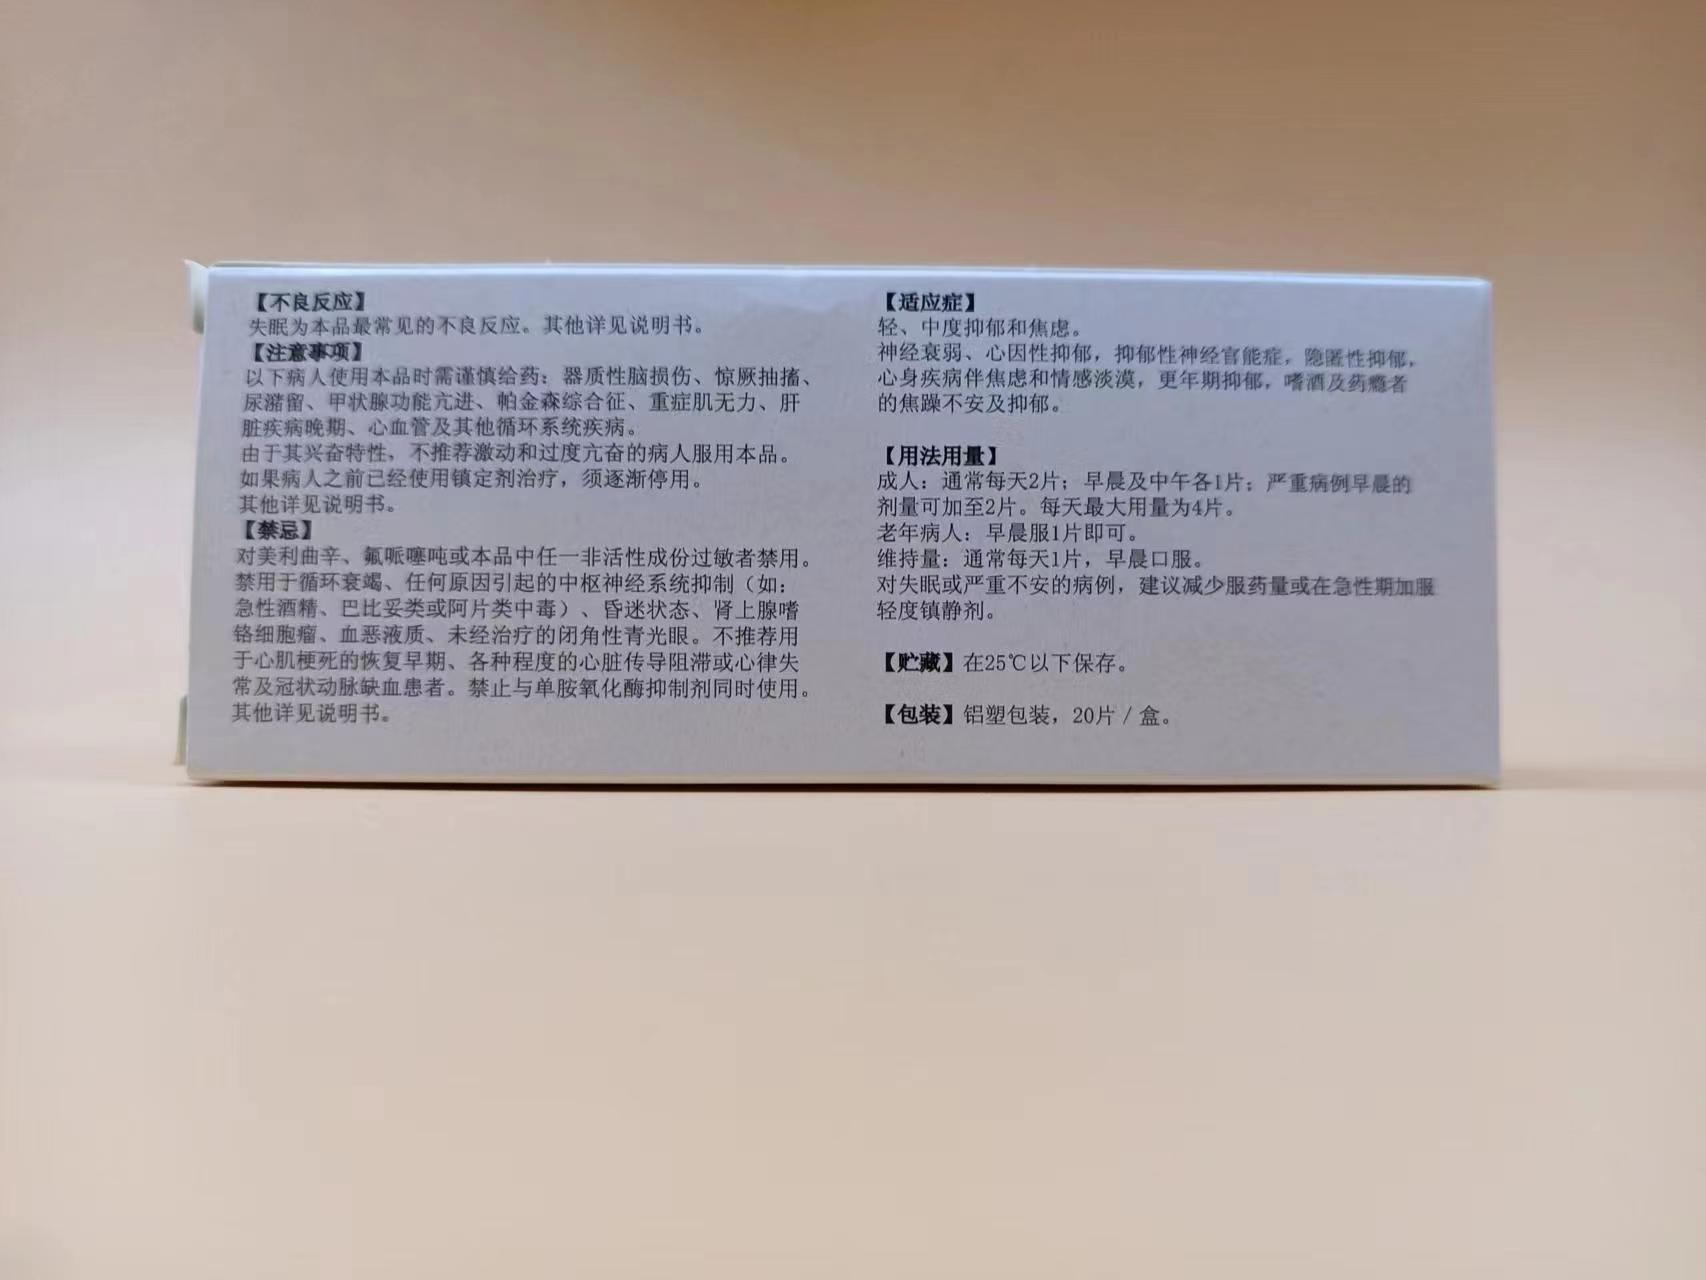 【不良反应】
失眠为本品最常见的不良反应。其他详见说明书。
【注意事项】
以下病人使用本品时需谨慎给药：器质性脑损伤、惊厥抽搐、
尿潴留、甲状腺功能亢进、帕金森综合征、重症肌无力、肝
脏疾病晚期、心血管及其他循环系统疾病。
由于其兴奋特性，不推荐激动和过度亢奋的病人服用本品。
如果病人之前已经使用镇定剂治疗，须逐渐停用。
其他详见说明书。
【禁忌】
对美利曲辛、氟哌噻吨或本品中任一非活性成份过敏者禁用。
禁用于循环衰竭、任何原因引起的中枢神经系统抑制（如：
急性酒精、巴比妥类或阿片类中毒）、昏迷状态、肾上腺嗜
铬细胞瘤、血恶液质、未经治疗的闭角性青光眼。不推荐用
于心肌梗死的恢复早期、各种程度的心脏传导阻滞或心律失
常及冠状动脉缺血患者。禁止与单胺氧化酶抑制剂同时使用。
其他详见说明书。
【适应症】
轻、中度抑郁和焦虑。
神经衰弱、心因性抑郁，抑郁性神经官能症，隐匿性抑郁，
心身疾病伴焦虑和情感淡漠，更年期抑郁，嗜酒及药瘾者
的焦躁不安及抑郁。
【用法用量】
成人：通常每天2片；早晨及中午各1片；严重病例早晨的
剂量可加至2片。每天最大用量为4片。
老年病人：早晨服1片即可。
维持量：通常每天1片，早晨口服。
对失眠或严重不安的病例，建议减少服药量或在急性期加服
轻度镇静剂。
【贮藏】在25℃以下保存。
【包装】铝塑包装，20片／盒。